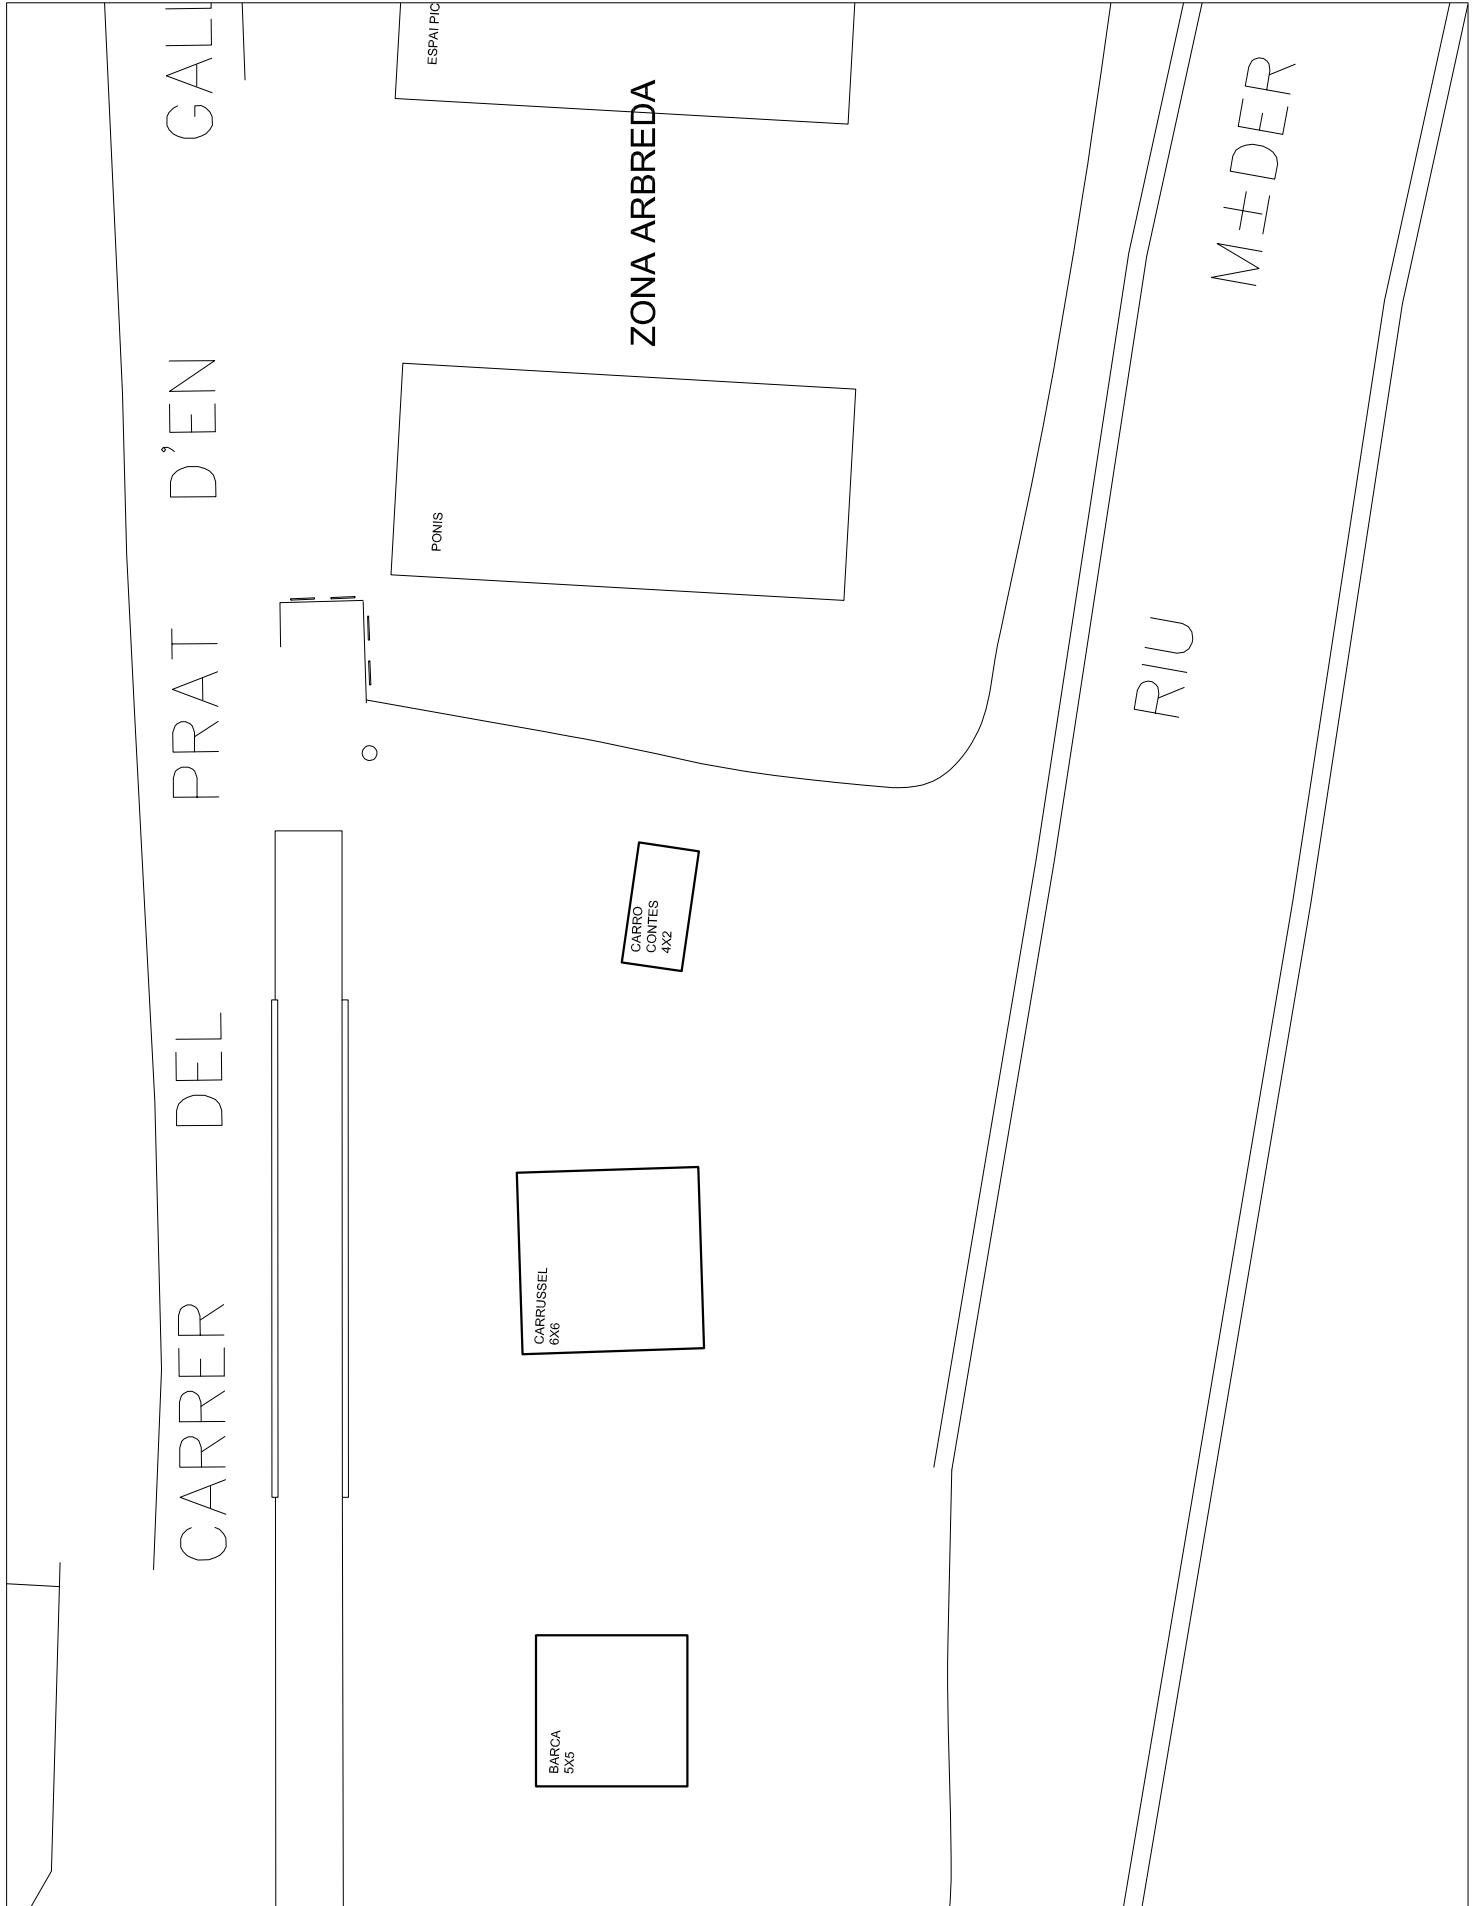 CARRER DEL PRAT D'EN GALL
ESPAI PIC
ZONA ARBREDA
PONIS
CARRO
CONTES
4X2
CARRUSSEL
6X6
BARCA
5X5
RIU M±DER